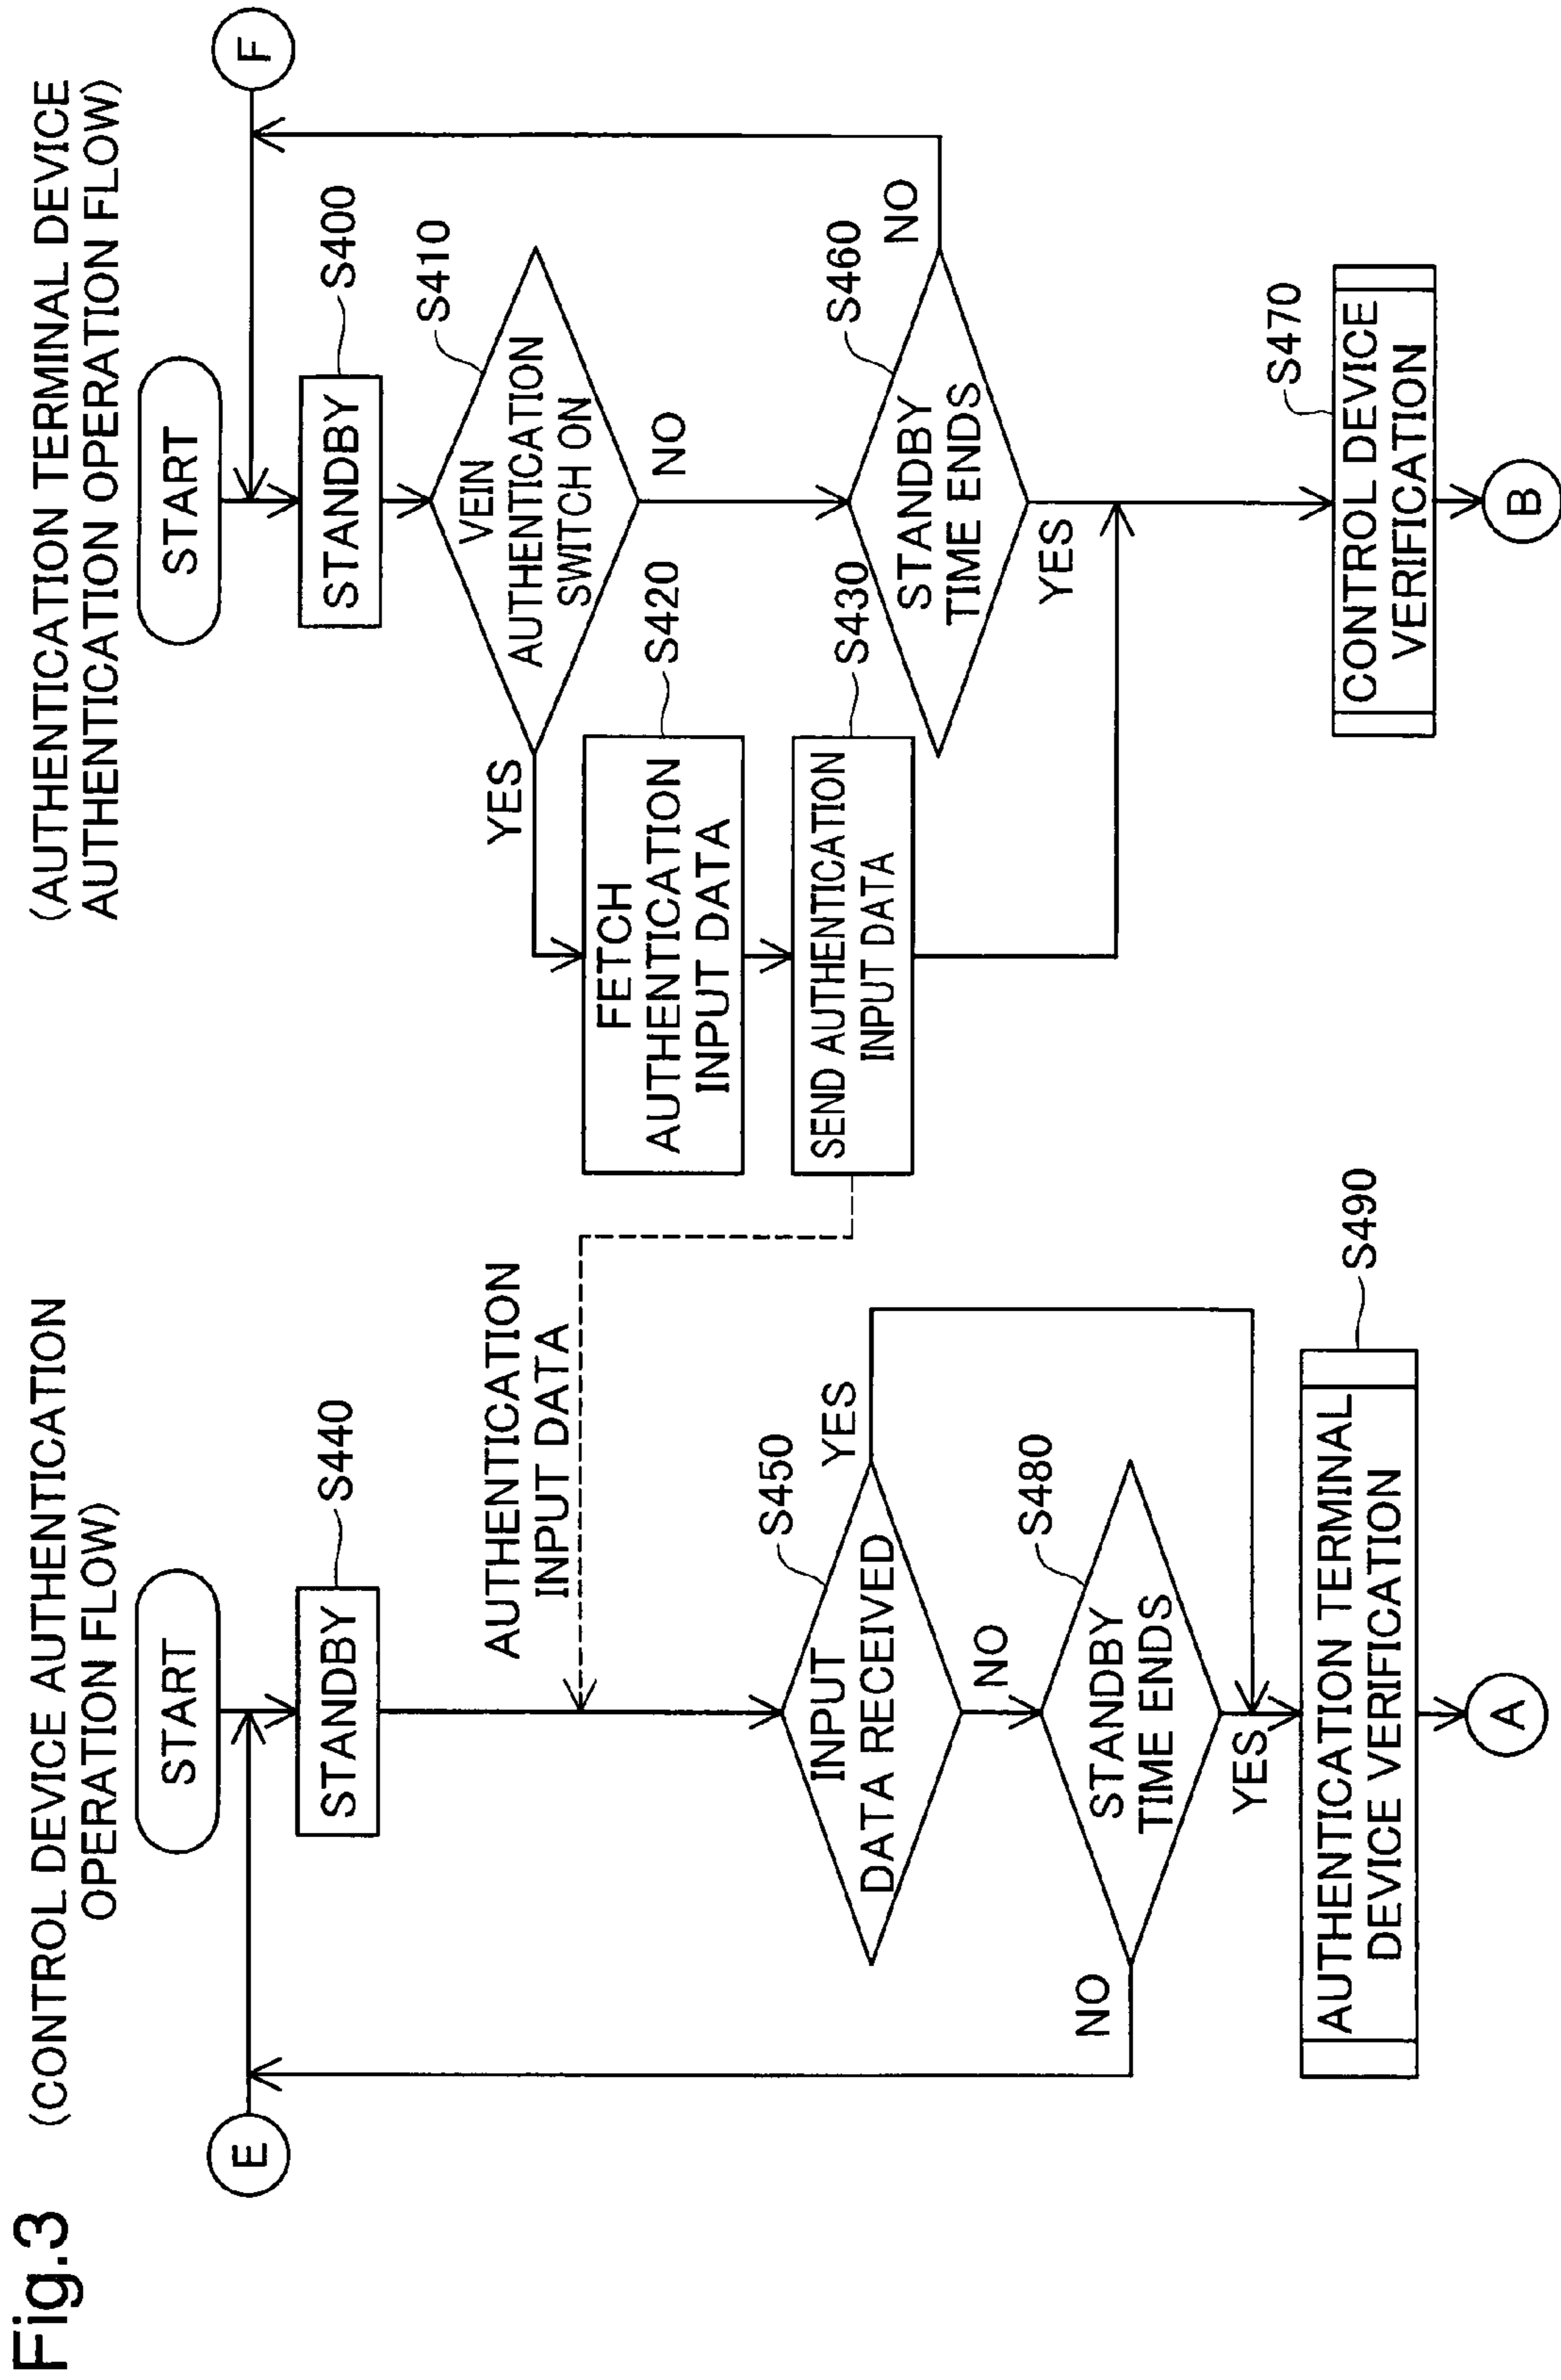 Fig.3
(CONTROL DEVICE AUTHENTICATION
OPERATION FLOW)
E
START
STANDBY
S440
AUTHENTICATION
INPUT DATA
INPUT
DATA RECEIVED
S450
YES
NO
STANDBY
TIME ENDS
S480
NO
YES
AUTHENTICATION TERMINAL
DEVICE VERIFICATION
S490
A
(AUTHENTICATION TERMINAL DEVICE
AUTHENTICATION OPERATION FLOW)
F
START
STANDBY
S400
VEIN
AUTHENTICATION
SWITCH ON
S410
YES
NO
FETCH
AUTHENTICATION
INPUT DATA
S420
SEND AUTHENTICATION
INPUT DATA
S430
STANDBY
TIME ENDS
S460
NO
YES
CONTROL DEVICE
VERIFICATION
S470
B